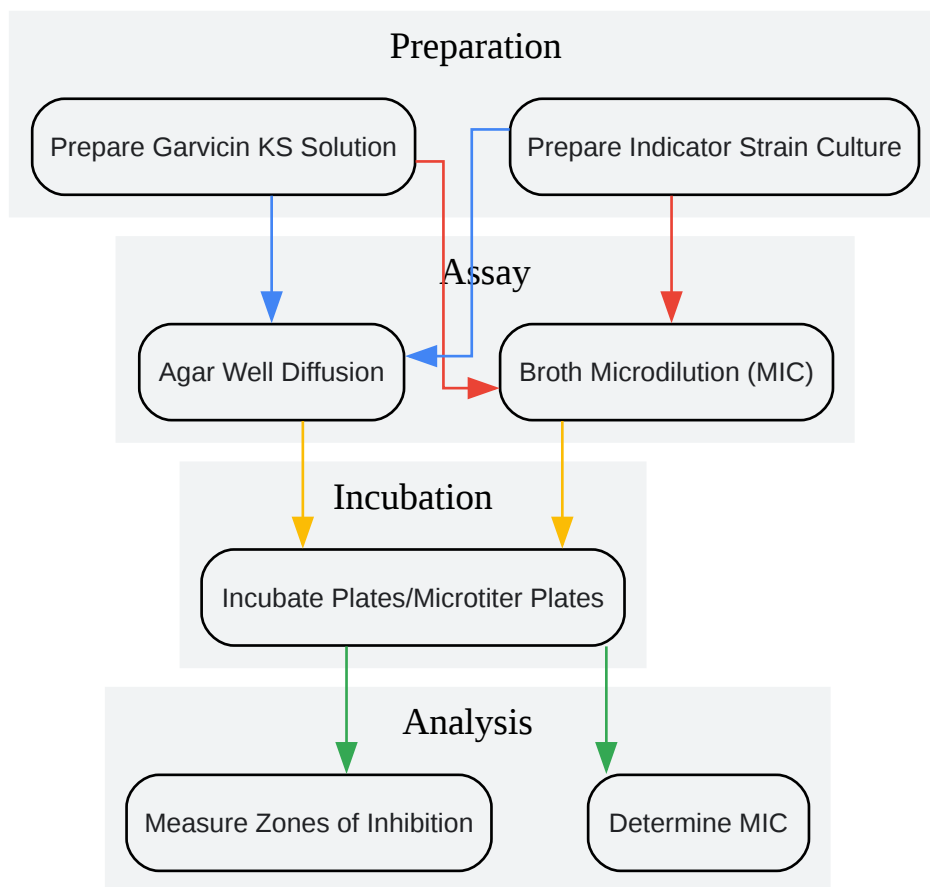 Preparation
Prepare Garvicin KS Solution
Prepare Indicator Strain Culture
Assay
Agar Well Diffusion
Broth Microdilution (MIC)
Incubation
Incubate Plates/Microtiter Plates
Analysis
Measure Zones of Inhibition
Determine MIC